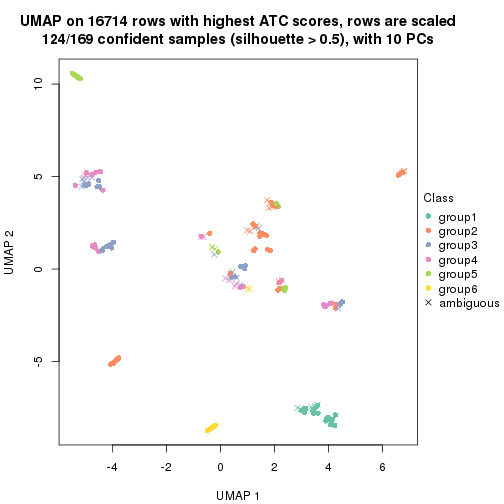 UMAP on 16714 rows with highest ATC scores, rows are scaled
124/169 confident samples (silhouette > 0.5), with 10 PCs
10
5
0
-5
UMAP 2
-4
-2
0
2
4
6
UMAP 1
Class
group1
group2
group3
group4
group5
group6
ambiguous